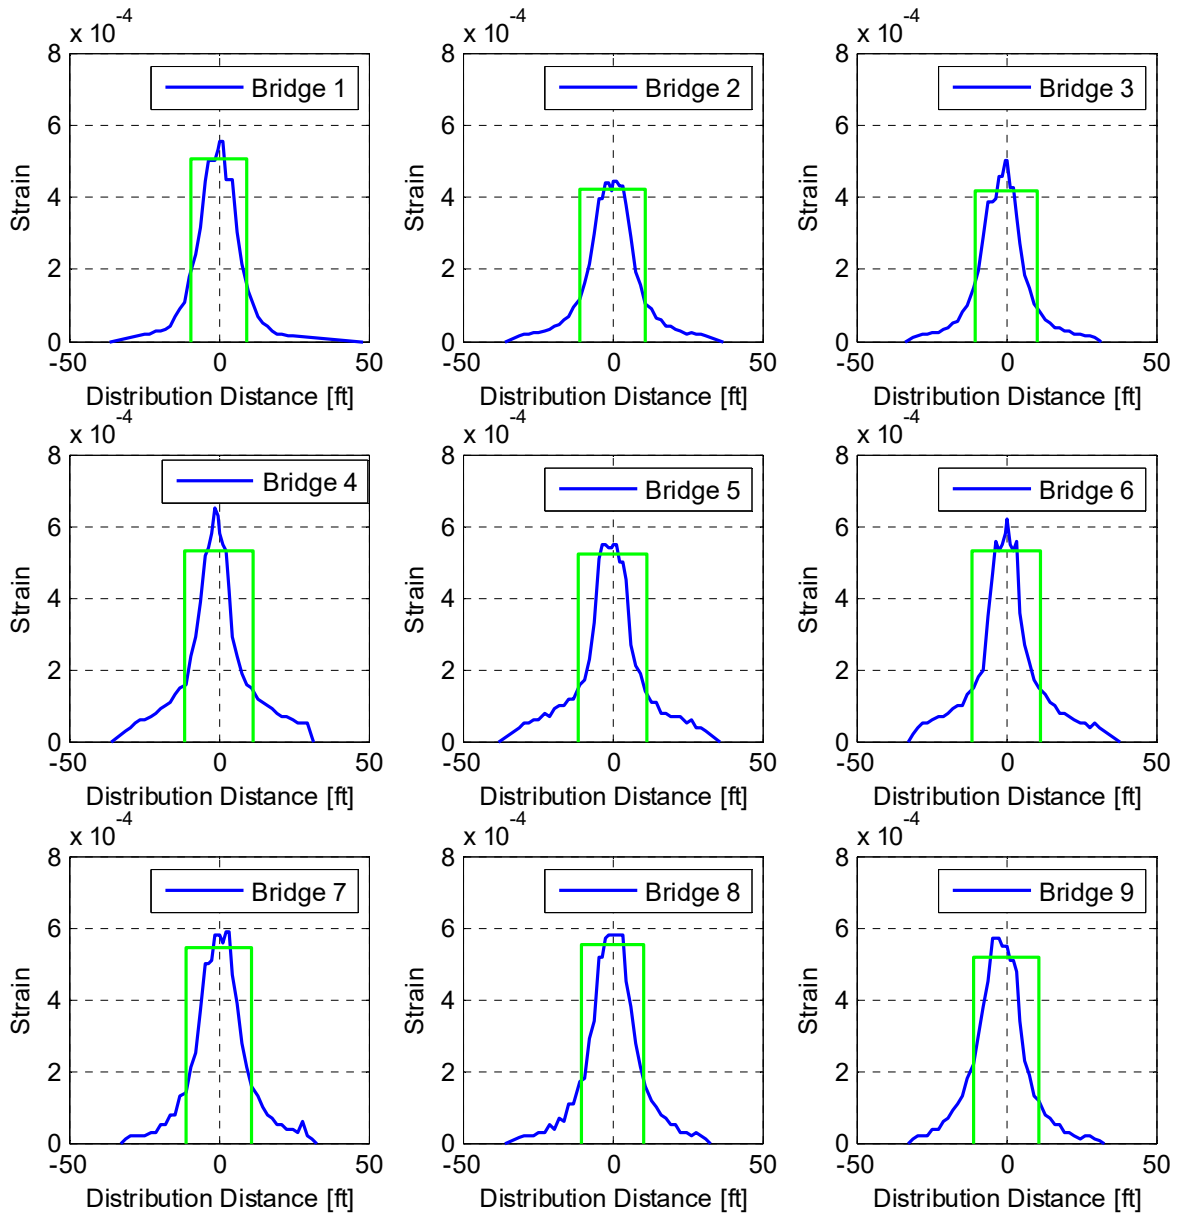 x 10^-4 x 10^-4 x 10^-4
8 8 8
Bridge 1 Bridge 2 Bridge 3
6 6 6
Strain Strain Strain
4 4 4
2 2 2
0 0 0
-50 0 50 -50 0 50 -50 0 50
Distribution Distance [ft] Distribution Distance [ft] Distribution Distance [ft]
x 10^-4 x 10^-4 x 10^-4
8 8 8
Bridge 4 Bridge 5 Bridge 6
6 6 6
Strain Strain Strain
4 4 4
2 2 2
0 0 0
-50 0 50 -50 0 50 -50 0 50
Distribution Distance [ft] Distribution Distance [ft] Distribution Distance [ft]
x 10^-4 x 10^-4 x 10^-4
8 8 8
Bridge 7 Bridge 8 Bridge 9
6 6 6
Strain Strain Strain
4 4 4
2 2 2
0 0 0
-50 0 50 -50 0 50 -50 0 50
Distribution Distance [ft] Distribution Distance [ft] Distribution Distance [ft]